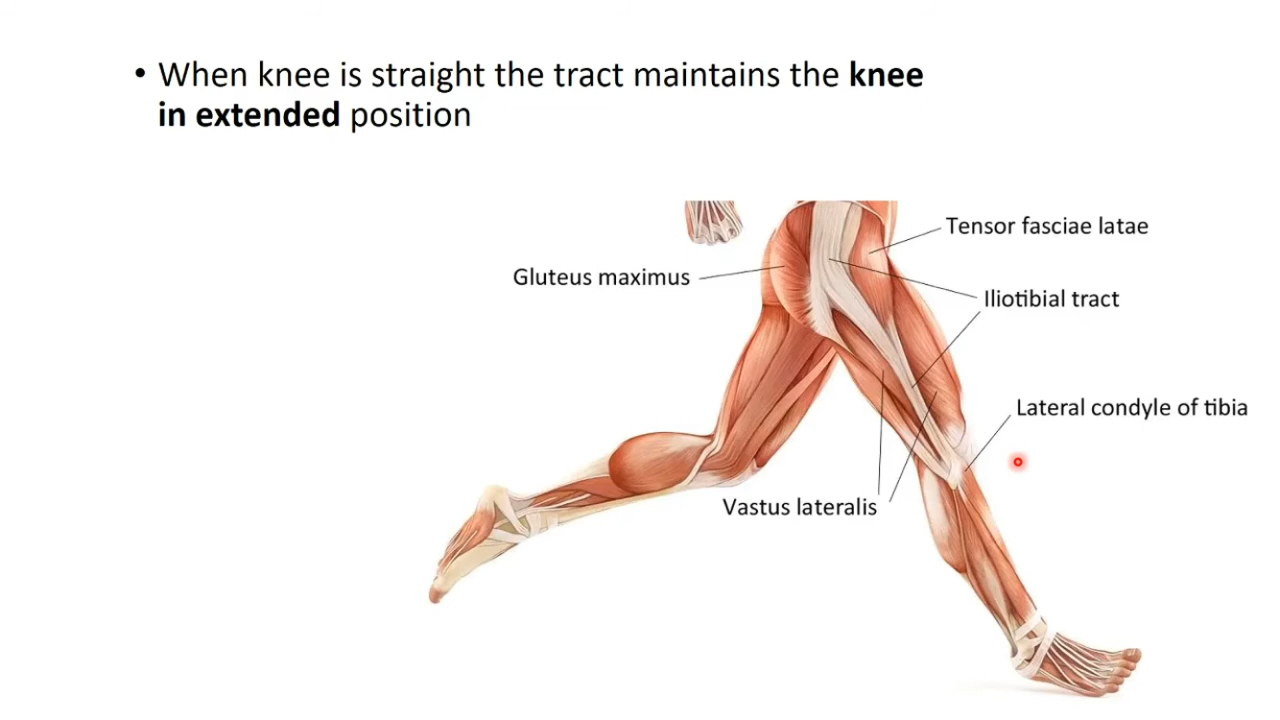 • When knee is straight the tract maintains the knee
in extended position
Tensor fasciae latae
Gluteus maximus
Iliotibial tract
Lateral condyle of tibia
Vastus lateralis